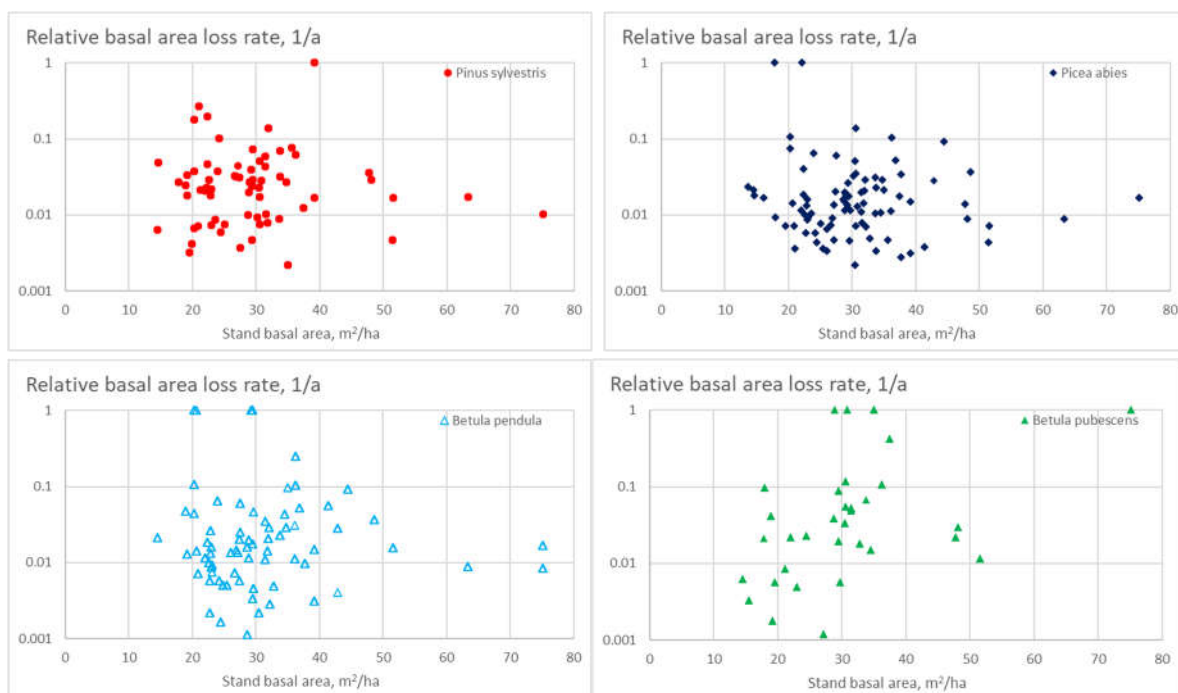 Relative basal area loss rate, 1/a
1
Pinus sylvestris
0.1
0.01
0.001
0 10 20 30 40 50 60 70 80
Stand basal area, m²/ha
Relative basal area loss rate, 1/a
1
Picea abies
0.1
0.01
0.001
0 10 20 30 40 50 60 70 80
Stand basal area, m²/ha
Relative basal area loss rate, 1/a
1
Betula pendula
0.1
0.01
0.001
0 10 20 30 40 50 60 70 80
Stand basal area, m²/ha
Relative basal area loss rate, 1/a
1
Betula pubescens
0.1
0.01
0.001
0 10 20 30 40 50 60 70 80
Stand basal area, m²/ha